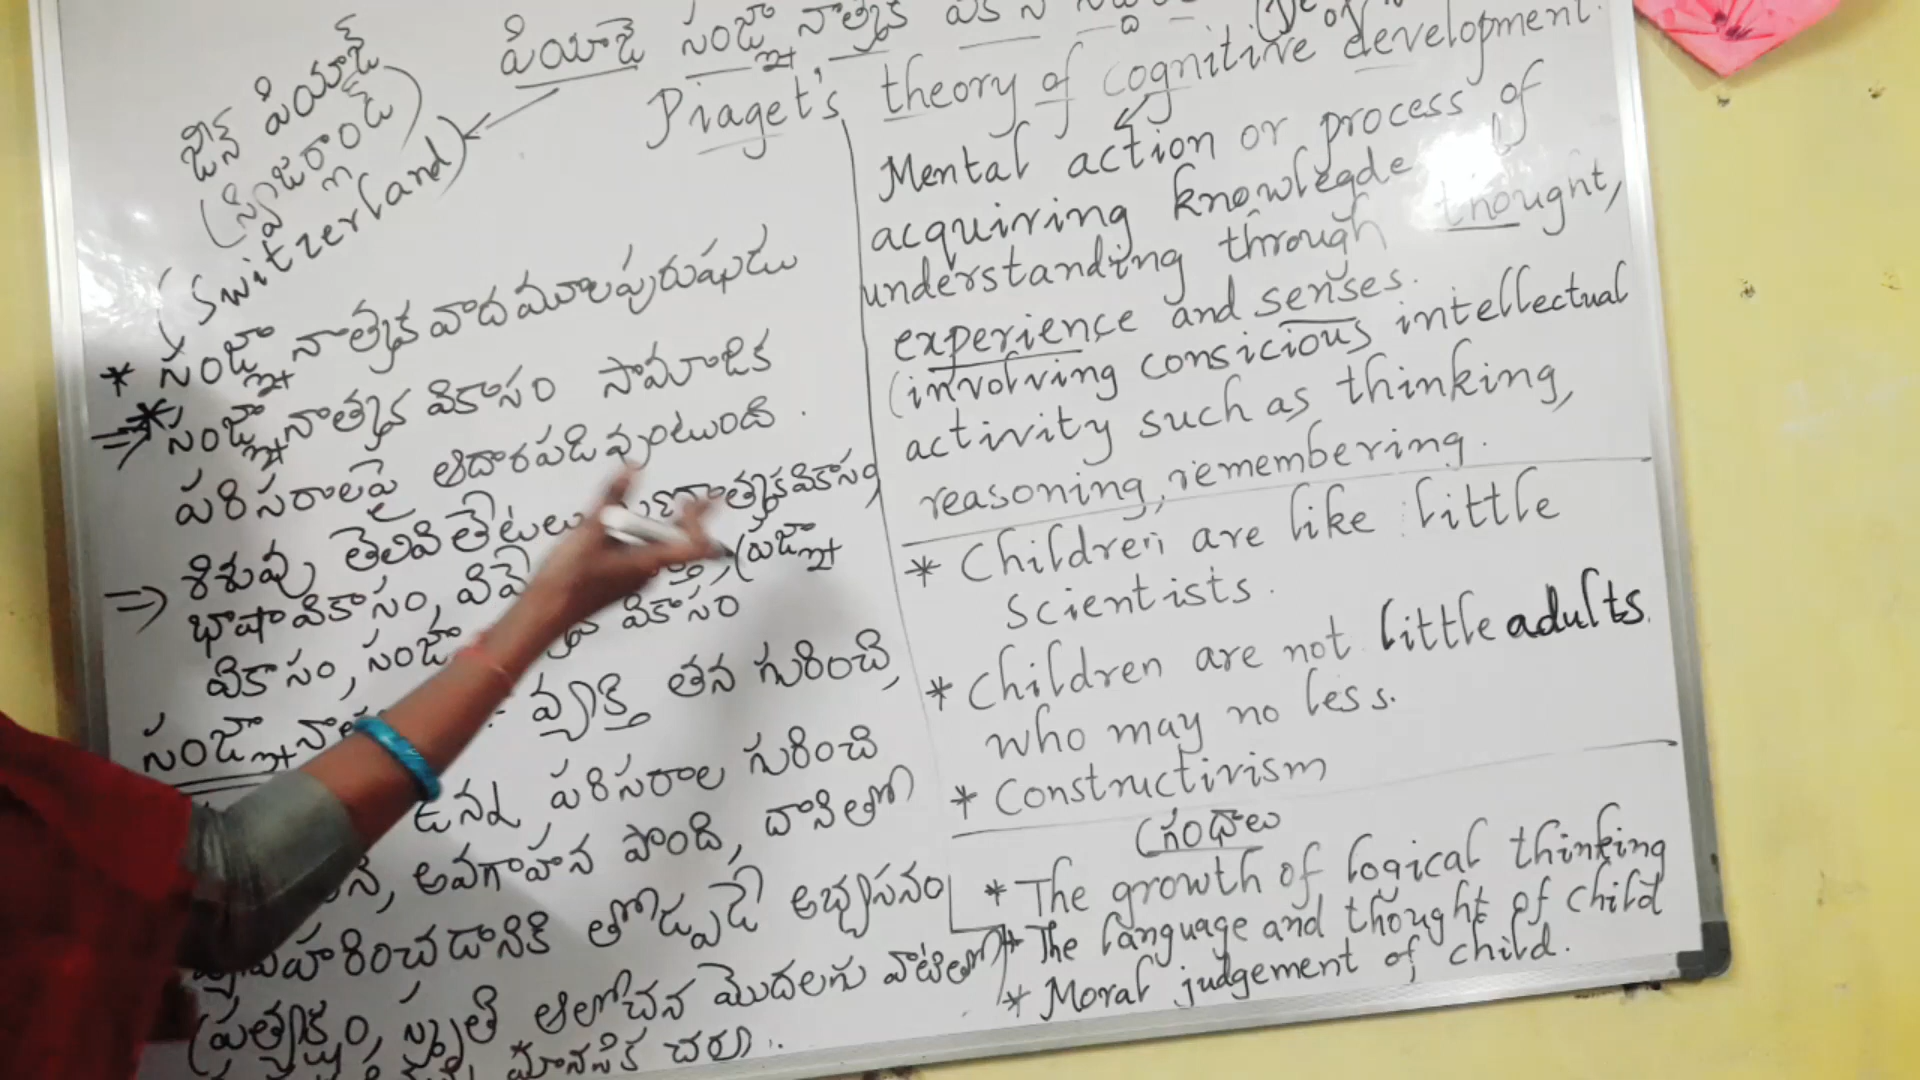 పియాజె సంజ్ఞానాత్మక
Piaget's theory of cognitive development.
జీన్ పియాజె
(స్విట్జర్లాండ్)
(Switzerland)
* సంజ్ఞానాత్మక వాద మూలపురుషుడు
⇒ * సంజ్ఞానాత్మక వికాసం సామాజిక
పరిసరాలపై ఆదారపడి వుంటుంది.
⇒ శిశువు తెలివి తేటలు
భాషా వికాసం, (ప్రజ్ఞా
వికాసం, వికాసం
వ్యక్తి తన గురించి,
ఉన్న పరిసరాల గురించి
అవగాహన పొంది, దానితో
వ్యవహరించడానికి తోడ్పడే అభ్యసనం
(ప్రత్యక్షం, స్మృతి ఆలోచన మొదలగు వాటితో
మానసిక చర్య.
Mental action or process of
acquiring knowlegde
understanding through thought,
experience and senses.
(involving consicious intellectual
activity such as thinking,
reasoning, remembering.
* Children are like little
scientists.
* Children are not little adults.
who may no less.
* Constructivism
గ్రంధాలు
* The growth of logical thinking
* The language and thought of child
* Moral judgement of child.